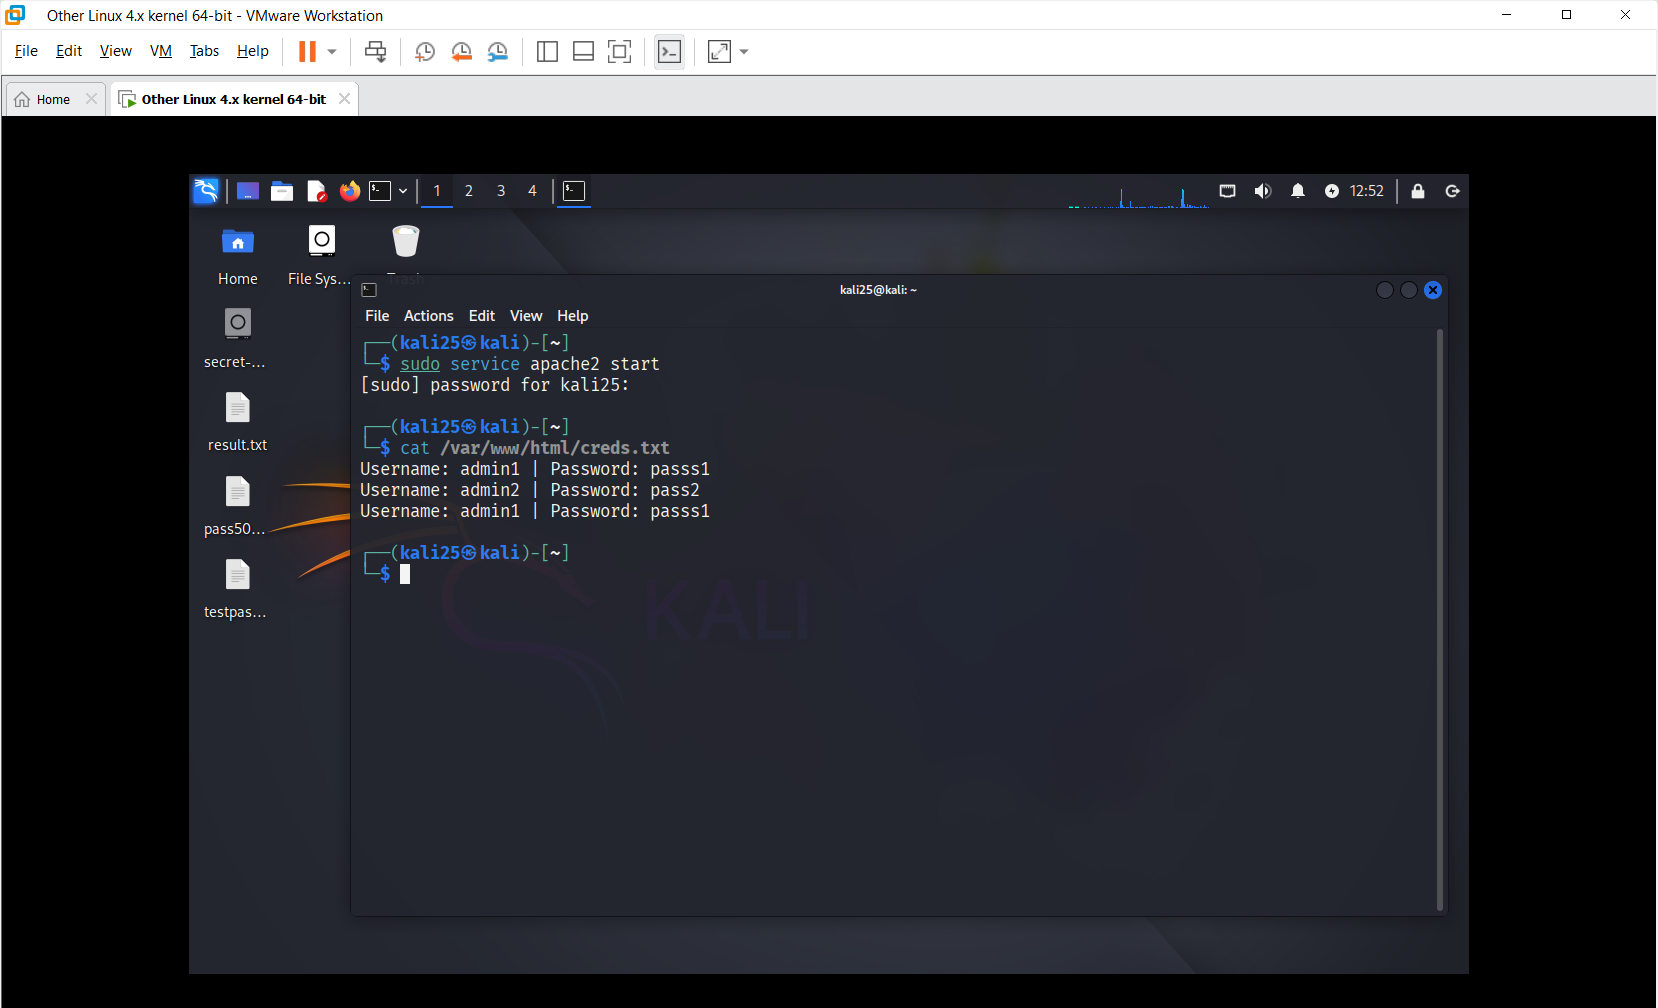 Other Linux 4.x kernel 64-bit - VMware Workstation
File Edit View VM Tabs Help
Home Other Linux 4.x kernel 64-bit
1 2 3 4 12:52
Home File Sys... Trash
secret-...
result.txt
pass50...
testpas...
kali25@kali: ~
File Actions Edit View Help
┌──(kali25㉿kali)-[~]
└─$ sudo service apache2 start
[sudo] password for kali25:
┌──(kali25㉿kali)-[~]
└─$ cat /var/www/html/creds.txt
Username: admin1 | Password: passs1
Username: admin2 | Password: pass2
Username: admin1 | Password: passs1
┌──(kali25㉿kali)-[~]
└─$
KALI